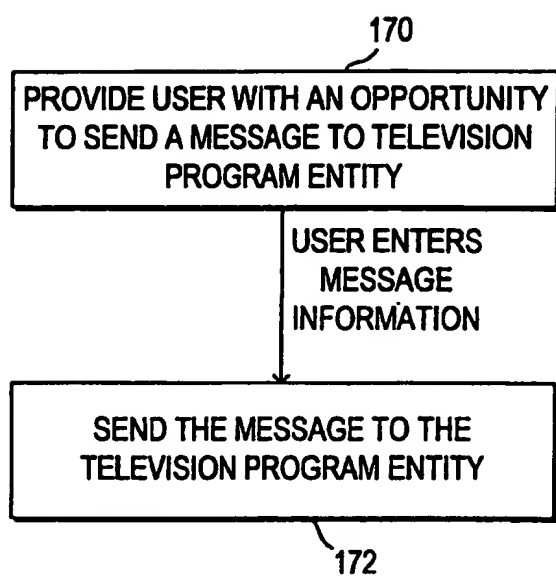 170
PROVIDE USER WITH AN OPPORTUNITY
TO SEND A MESSAGE TO TELEVISION
PROGRAM ENTITY
USER ENTERS
MESSAGE
INFORMATION
SEND THE MESSAGE TO THE
TELEVISION PROGRAM ENTITY
172